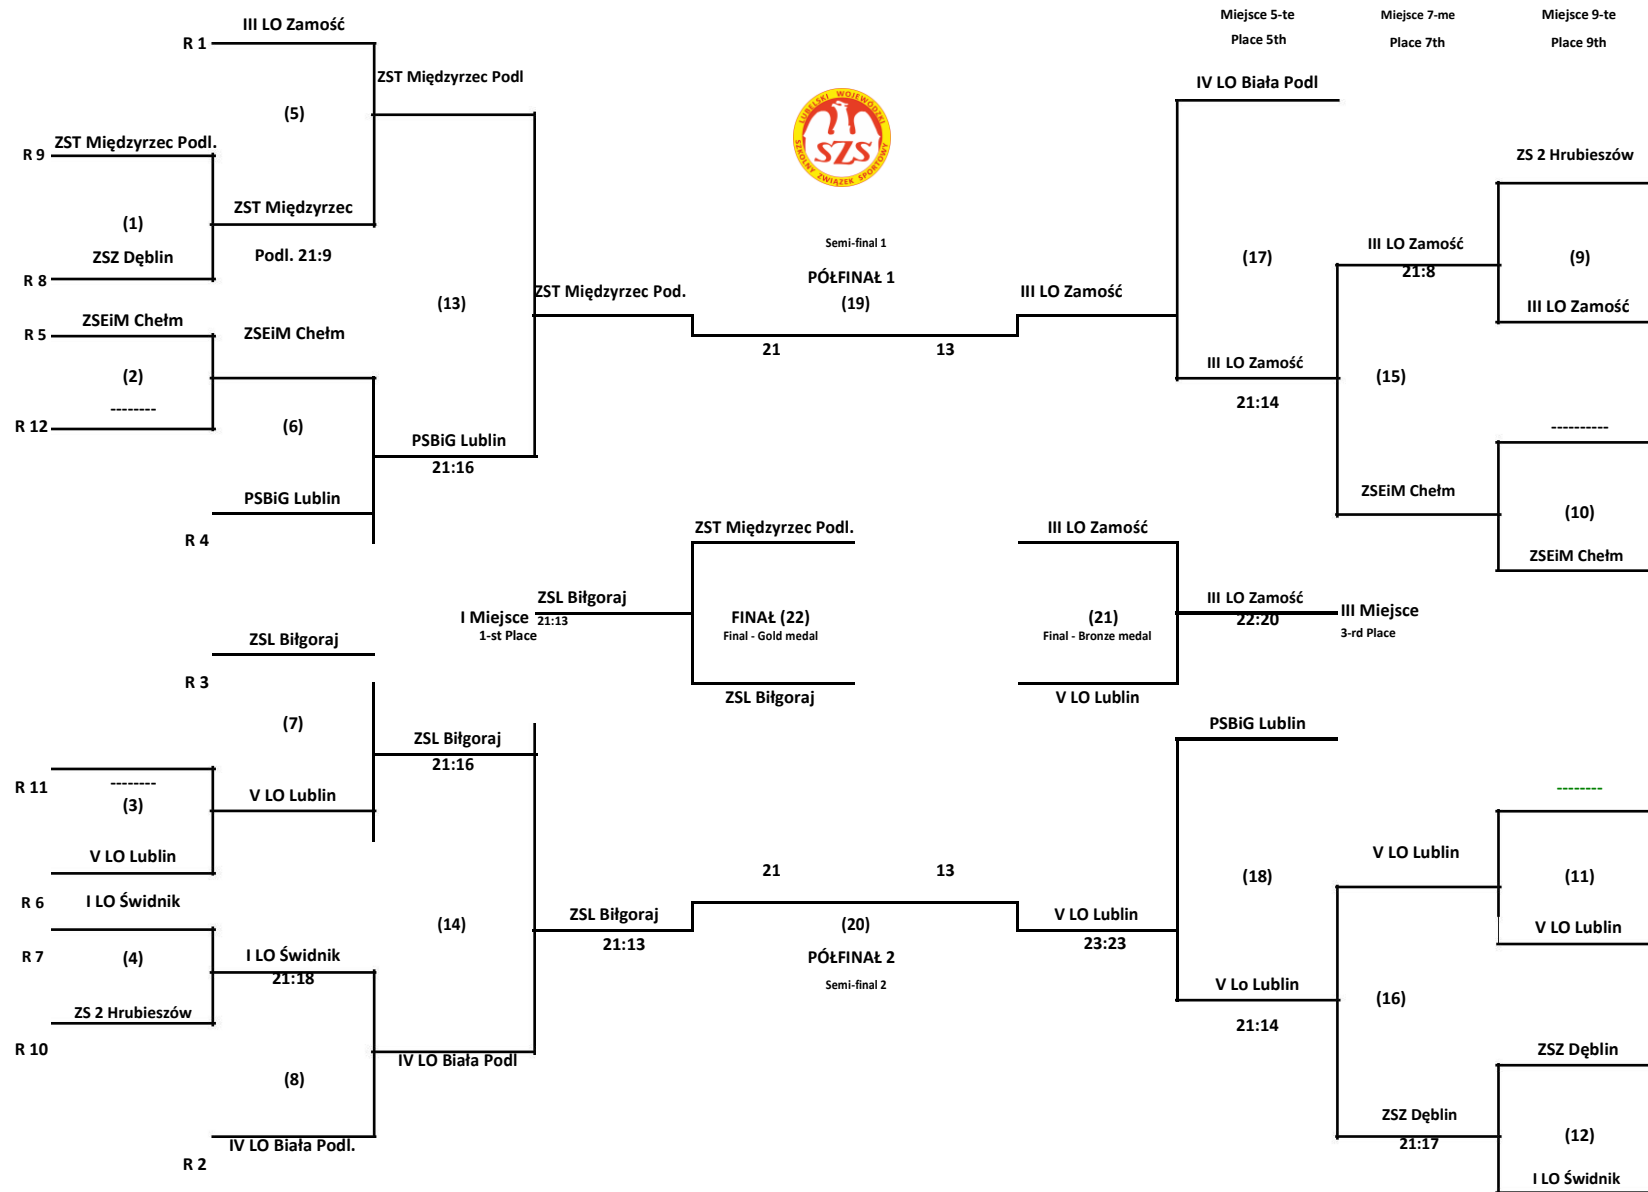 Miejsce 5-te
Miejsce 7-me
Miejsce 9-te
Place 5th
Place 7th
Place 9th
III LO Zamość
R 1
ZST Międzyrzec Podl
(5)
ZST Międzyrzec Podl.
R 9
(1)
ZST Międzyrzec
ZSZ Dęblin
Podl. 21:9
R 8
(13)
ZSEiM Chełm
R 5
ZSEiM Chełm
(2)
--------
R 12
(6)
PSBiG Lublin
21:16
PSBiG Lublin
R 4
ZST Międzyrzec Pod.
LUBELSKI WOJEWÓDZKI
SZS
SZKOLNY ZWIĄZEK SPORTOWY
Semi-final 1
PÓŁFINAŁ 1
(19)
21
13
III LO Zamość
IV LO Biała Podl
(17)
III LO Zamość
21:14
III LO Zamość
21:8
(15)
ZSEiM Chełm
ZS 2 Hrubieszów
(9)
III LO Zamość
----------
(10)
ZSEiM Chełm
ZST Międzyrzec Podl.
ZSL Biłgoraj
I Miejsce
21:13
1-st Place
FINAŁ (22)
Final - Gold medal
ZSL Biłgoraj
III LO Zamość
(21)
Final - Bronze medal
V LO Lublin
III LO Zamość
22:20
III Miejsce
3-rd Place
ZSL Biłgoraj
R 3
(7)
ZSL Biłgoraj
21:16
R 11
--------
(3)
V LO Lublin
V LO Lublin
R 6
I LO Świdnik
R 7
(4)
I LO Świdnik
21:18
ZS 2 Hrubieszów
R 10
(14)
IV LO Biała Podl
(8)
IV LO Biała Podl.
R 2
ZSL Biłgoraj
21:13
21
13
(20)
PÓŁFINAŁ 2
Semi-final 2
V LO Lublin
23:23
PSBiG Lublin
(18)
V Lo Lublin
21:14
V LO Lublin
(16)
ZSZ Dęblin
21:17
--------
(11)
V LO Lublin
ZSZ Dęblin
(12)
I LO Świdnik